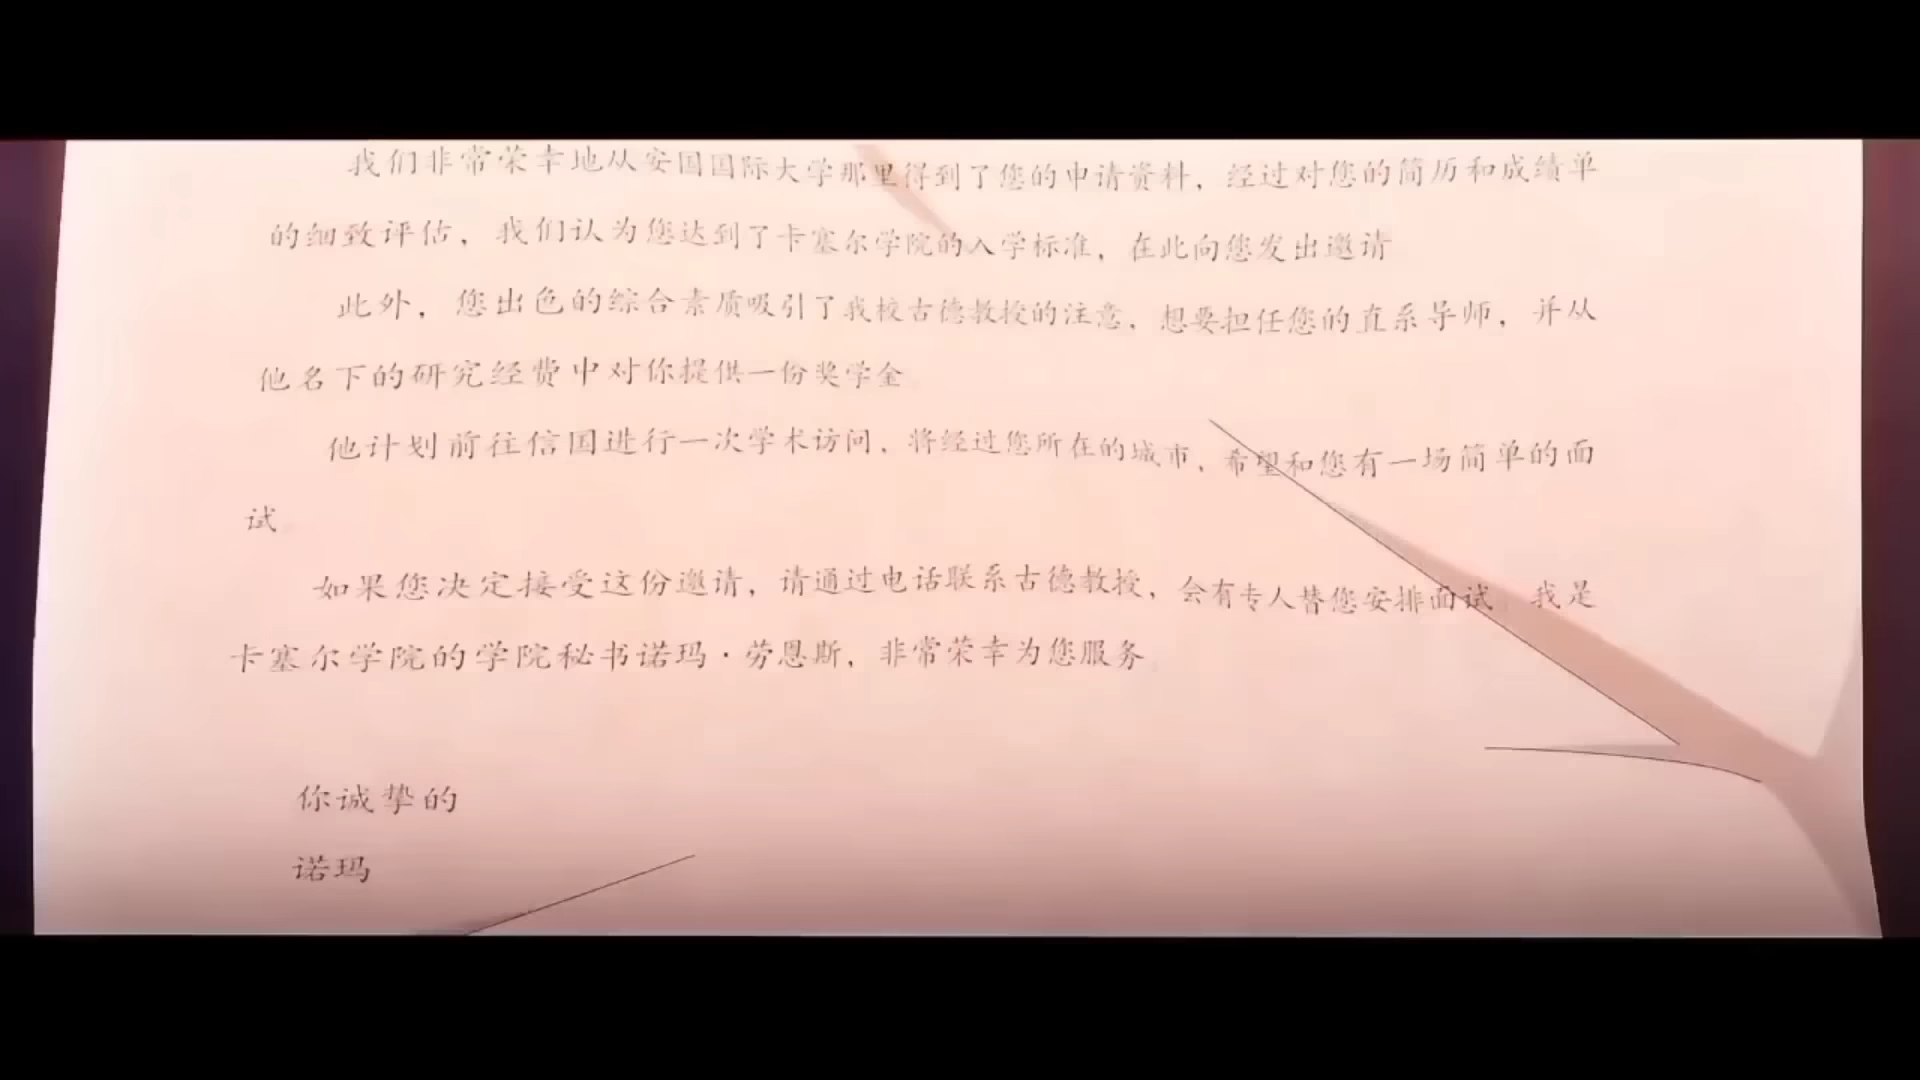 我们非常荣幸地从安国国际大学那里得到了您的申请资料，经过对您的简历和成绩单
的细致评估，我们认为您达到了卡塞尔学院的入学标准，在此向您发出邀请
此外，您出色的综合素质吸引了我校古德教授的注意，想要担任您的直系导师，并从
他名下的研究经费中对你提供一份奖学金。
他计划前往信国进行一次学术访问，将经过您所在的城市，希望和您有一场简单的面
试。
如果您决定接受这份邀请，请通过电话联系古德教授，会有专人替您安排面试。我是
卡塞尔学院的学院秘书诺玛·劳恩斯，非常荣幸为您服务。
你诚挚的
诺玛